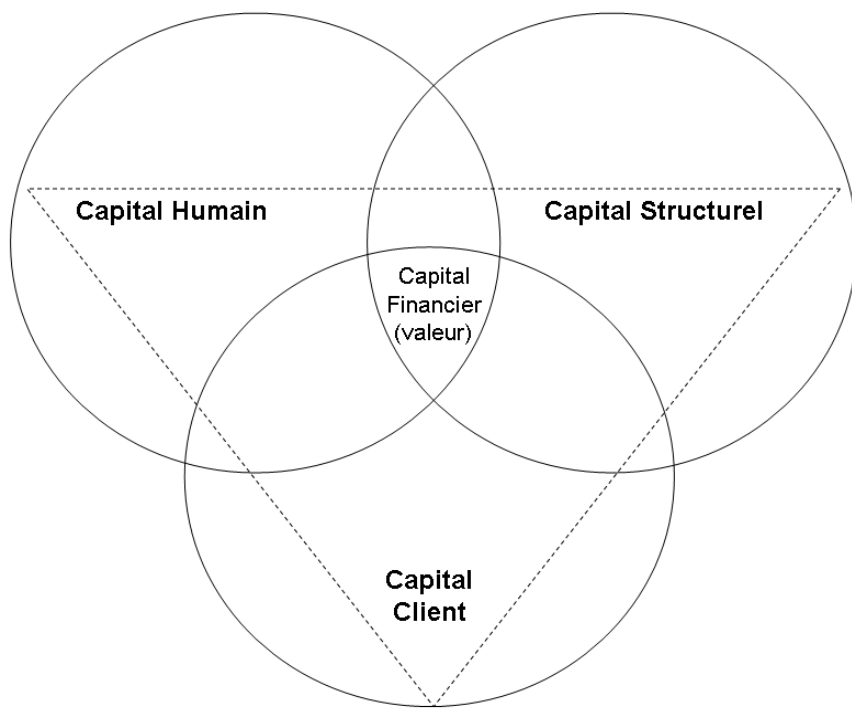 Capital Humain
Capital Structurel
Capital
Financier
(valeur)
Capital
Client